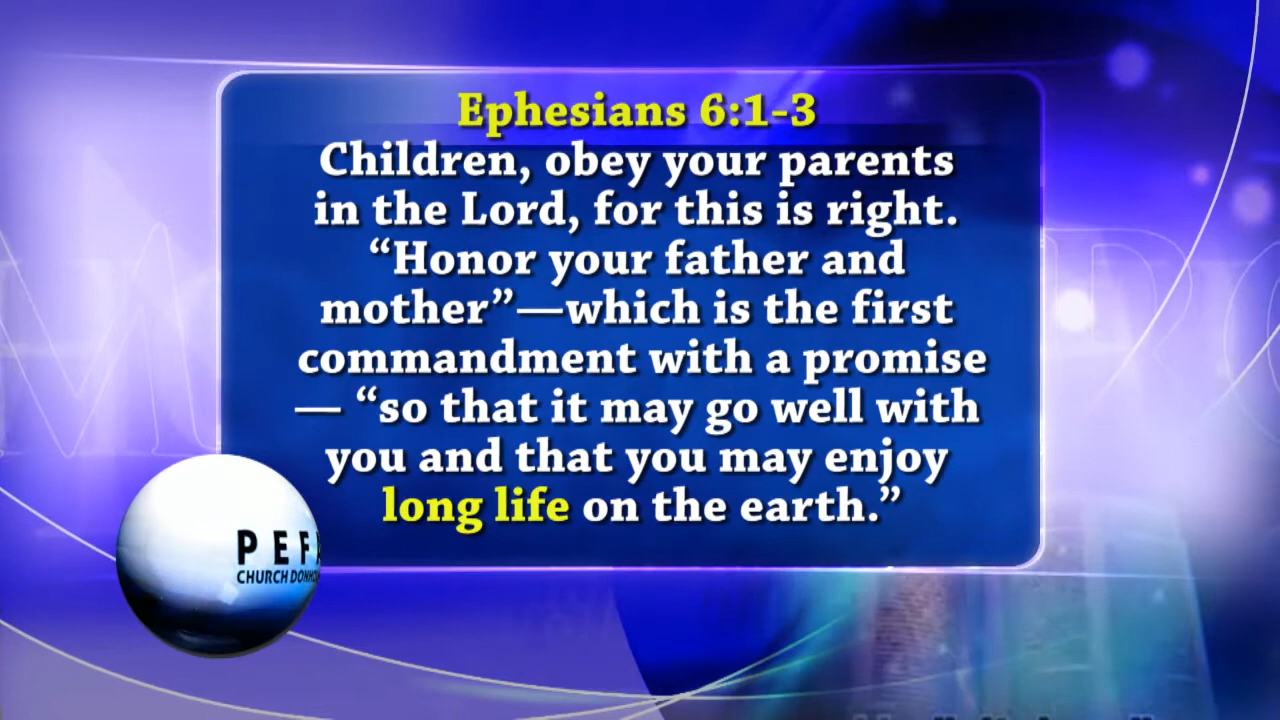 Ephesians 6:1-3
Children, obey your parents
in the Lord, for this is right.
“Honor your father and
mother”—which is the first
commandment with a promise
— “so that it may go well with
you and that you may enjoy
long life on the earth.”
CHURCH